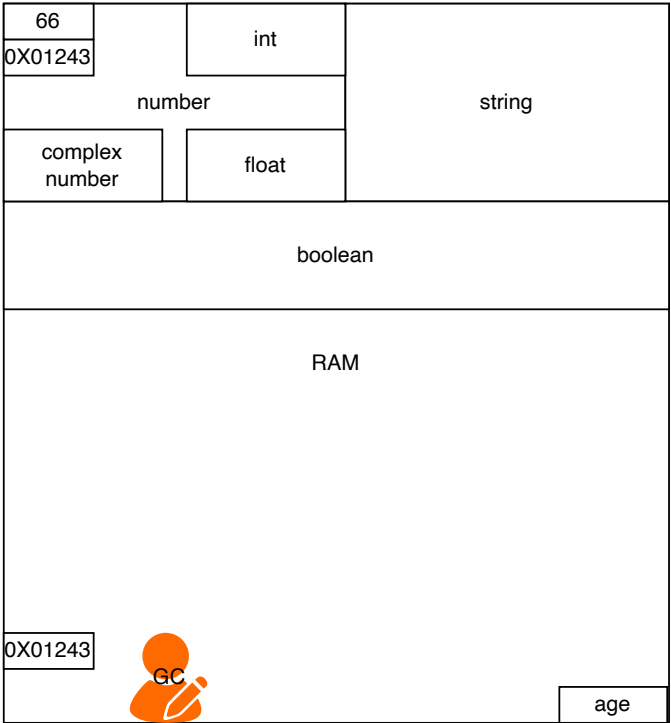 66
int
0X01243
number
string
complex
number
float
boolean
RAM
0X01243
GC
age